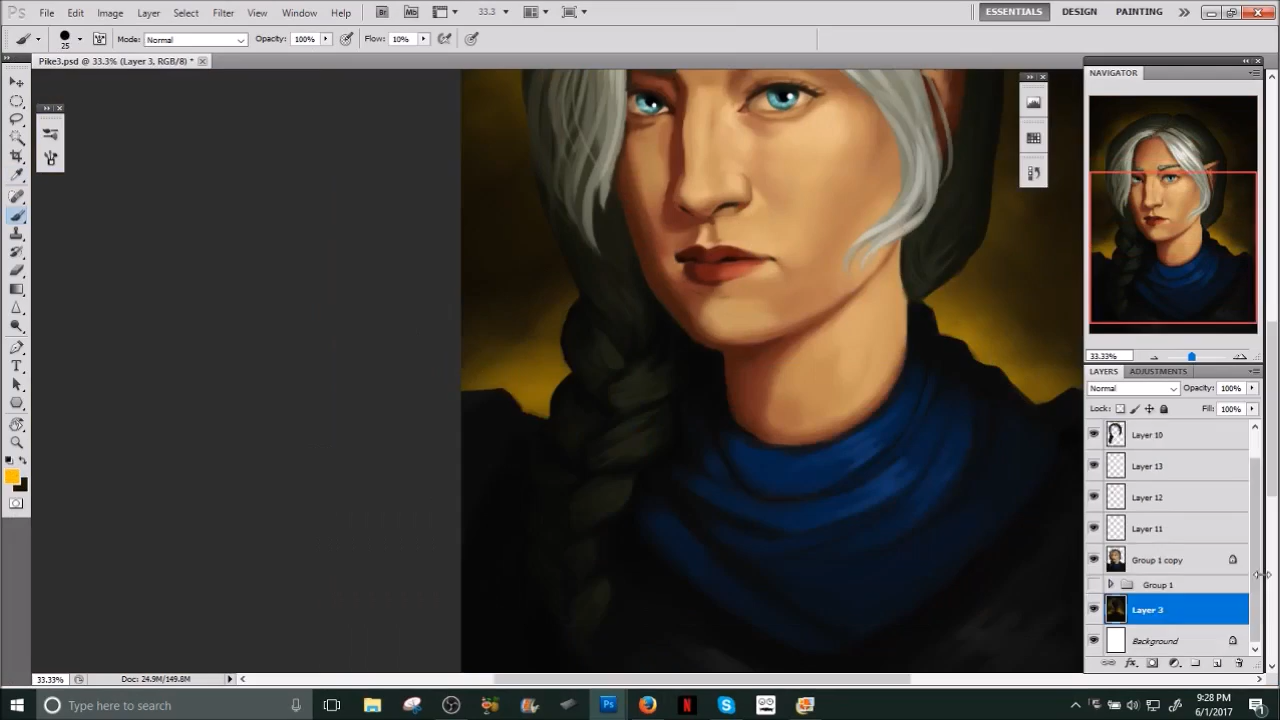 Ps File Edit Image Layer Select Filter View Window Help Br Mb 33.3 ESSENTIALS DESIGN PAINTING
25 Mode: Normal Opacity: 100% Flow: 10%
Pike3.psd @ 33.3% (Layer 3, RGB/8) *
NAVIGATOR
33.33%
LAYERS ADJUSTMENTS
Normal Opacity: 100%
Lock: Fill: 100%
Layer 10
Layer 13
Layer 12
Layer 11
Group 1 copy
Group 1
Layer 3
Background
33.33% Doc: 24.9M/149.8M
Type here to search
9:28 PM
6/1/2017